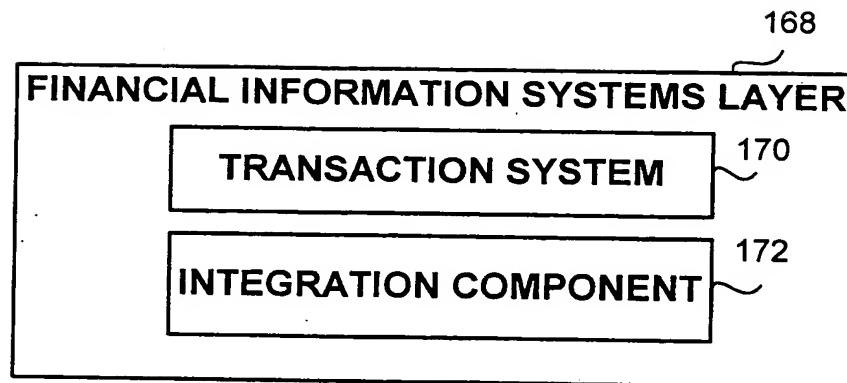 168
FINANCIAL INFORMATION SYSTEMS LAYER
TRANSACTION SYSTEM
170
INTEGRATION COMPONENT
172